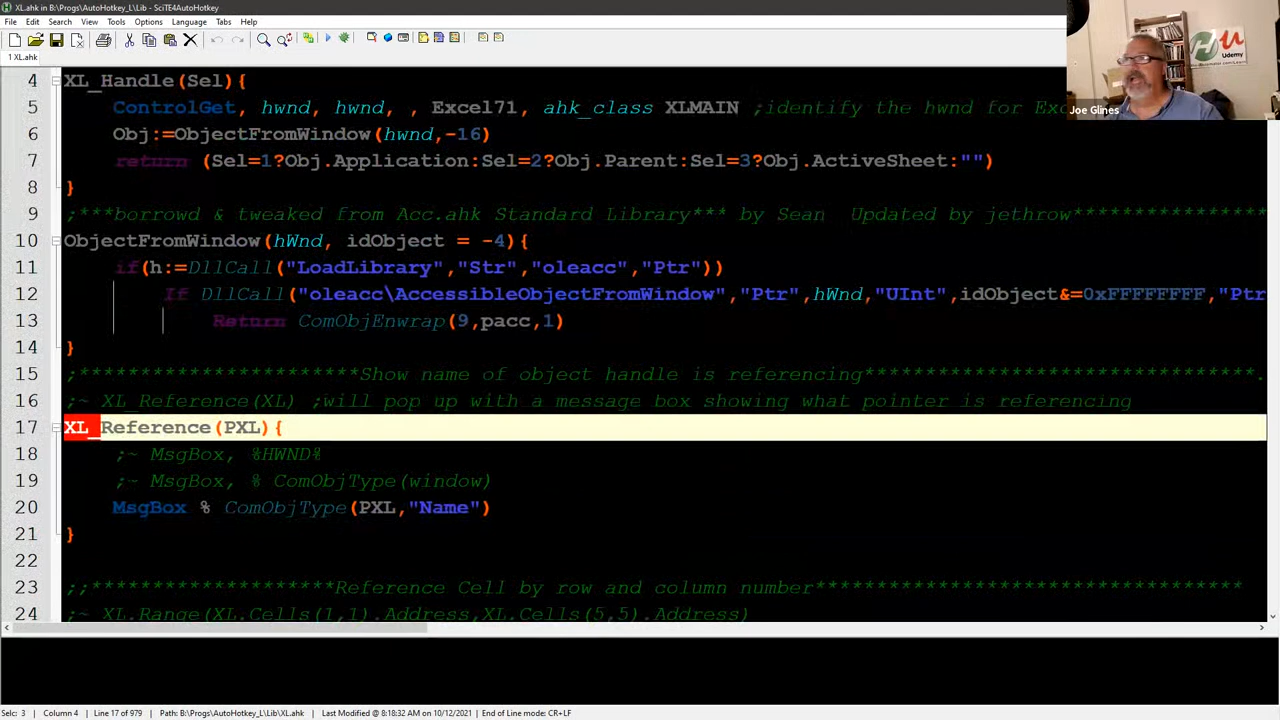 XL.ahk in B:\Progs\AutoHotkey_L\Lib - SciTE4AutoHotkey
File Edit Search View Tools Options Language Tabs Help
1 XL.ahk
4 XL_Handle(Sel){
5 ControlGet, hwnd, hwnd, , Excel71, ahk_class XLMAIN ;identify the hwnd for Ex
6 Obj:=ObjectFromWindow(hwnd,-16)
7 return (Sel=1?Obj.Application:Sel=2?Obj.Parent:Sel=3?Obj.ActiveSheet:"")
8 }
9 ;***borrowd & tweaked from Acc.ahk Standard Library*** by Sean  Updated by jethrow****************
10 ObjectFromWindow(hWnd, idObject = -4){
11 if(h:=DllCall("LoadLibrary","Str","oleacc","Ptr"))
12 If DllCall("oleacc\AccessibleObjectFromWindow","Ptr",hWnd,"UInt",idObject&=0xFFFFFFFF,"Ptr
13 Return ComObjEnwrap(9,pacc,1)
14 }
15 ;***********************Show name of object handle is referencing********************************.
16 ;~ XL_Reference(XL) ;will pop up with a message box showing what pointer is referencing
17 XL_Reference(PXL){
18 ;~ MsgBox, %HWND%
19 ;~ MsgBox, % ComObjType(window)
20 MsgBox % ComObjType(PXL,"Name")
21 }
22
23 ;;********************Reference Cell by row and column number***********************************
24 ;~ XL.Range(XL.Cells(1,1).Address,XL.Cells(5,5).Address)
Selc: 3 Column 4 Line 17 of 979 Path: B:\Progs\AutoHotkey_L\Lib\XL.ahk Last Modified @ 8:18:32 AM on 10/12/2021 End of Line mode: CR+LF
Joe Glines
Udemy